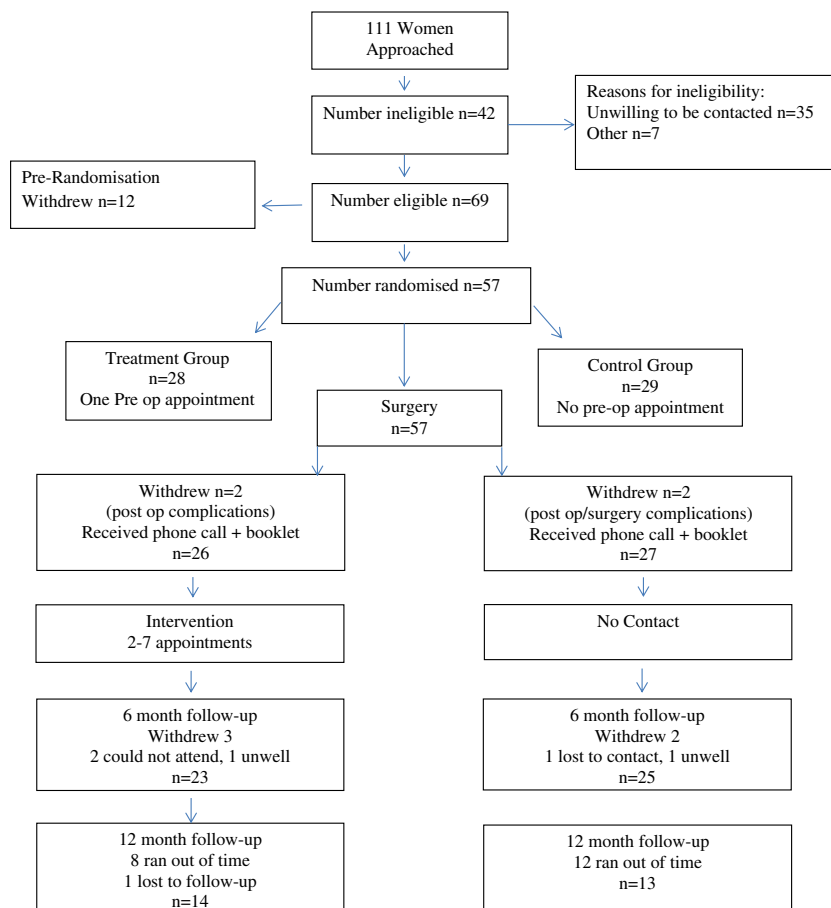 111 Women
Approached
Number ineligible n=42
Reasons for ineligibility:
Unwilling to be contacted n=35
Other n=7
Pre-Randomisation
Withdrew n=12
Number eligible n=69
Number randomised n=57
Treatment Group
n=28
One Pre op appointment
Control Group
n=29
No pre-op appointment
Surgery
n=57
Withdrew n=2
(post op complications)
Received phone call + booklet
n=26
Withdrew n=2
(post op/surgery complications)
Received phone call + booklet
n=27
Intervention
2-7 appointments
No Contact
6 month follow-up
Withdrew 3
2 could not attend, 1 unwell
n=23
6 month follow-up
Withdrew 2
1 lost to contact, 1 unwell
n=25
12 month follow-up
8 ran out of time
1 lost to follow-up
n=14
12 month follow-up
12 ran out of time
n=13